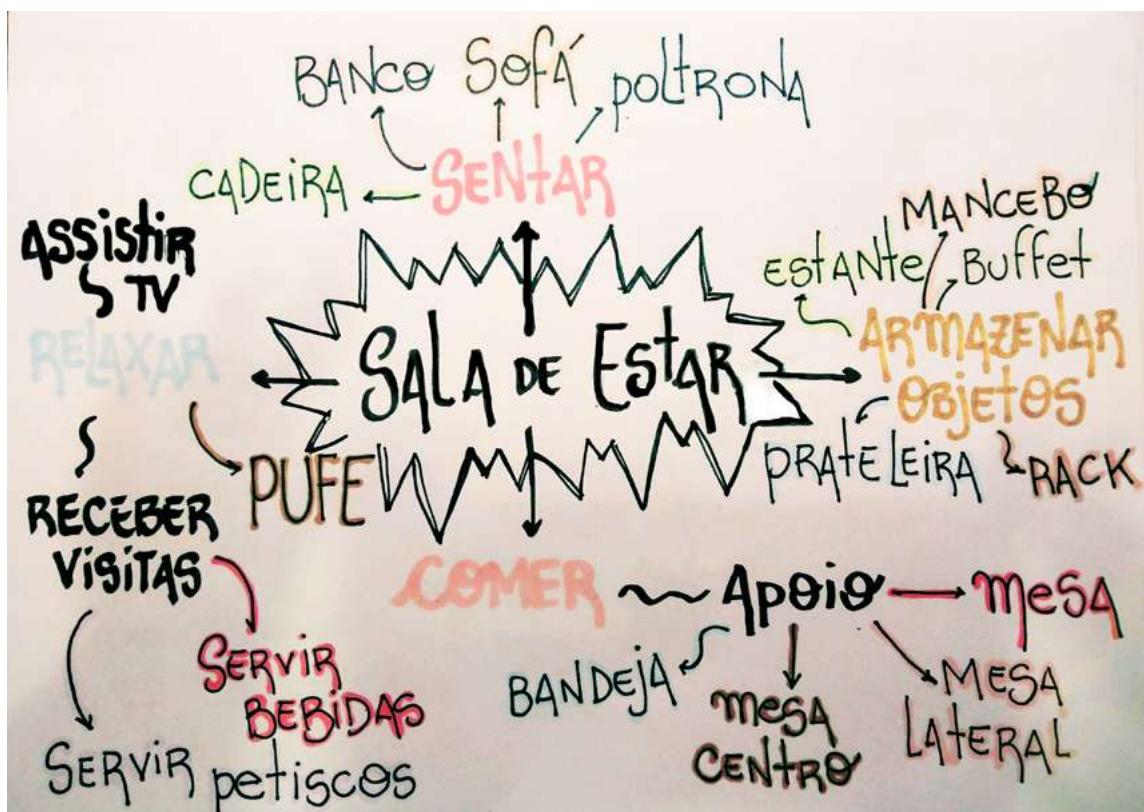 BANCO
SOFÁ
POLTRONA
CADEIRA
SENTAR
ASSISTIR
TV
RELAXAR
PUFE
RECEBER
VISITAS
SERVIR
BEBIDAS
SERVIR petiscos
SALA DE ESTAR
MANCEBO
ESTANTE
BUFFET
ARMAZENAR
OBJETOS
PRATELEIRA
RACK
COMER
APOIO
MESA
BANDEJA
MESA
CENTRO
MESA
LATERAL